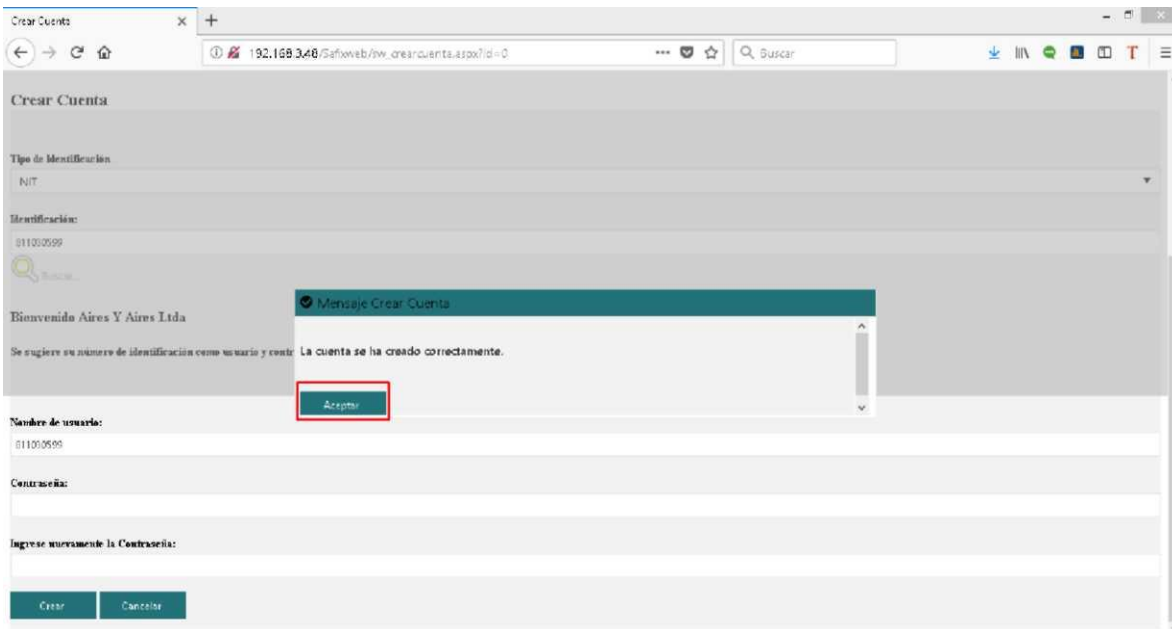 Crear Cuenta
192.168.3.48/Safixweb/sw_crearcuenta.aspx?id=0
Buscar
Crear Cuenta
Tipo de Identificación
NIT
Identificación:
811030599
Buscar...
Mensaje Crear Cuenta
Bienvenido Aires Y Aires Ltda
Se sugiere su número de identificación como usuario y contr
La cuenta se ha creado correctamente.
Aceptar
Nombre de usuario:
811030599
Contraseña:
Ingrese nuevamente la Contraseña:
Crear Cancelar